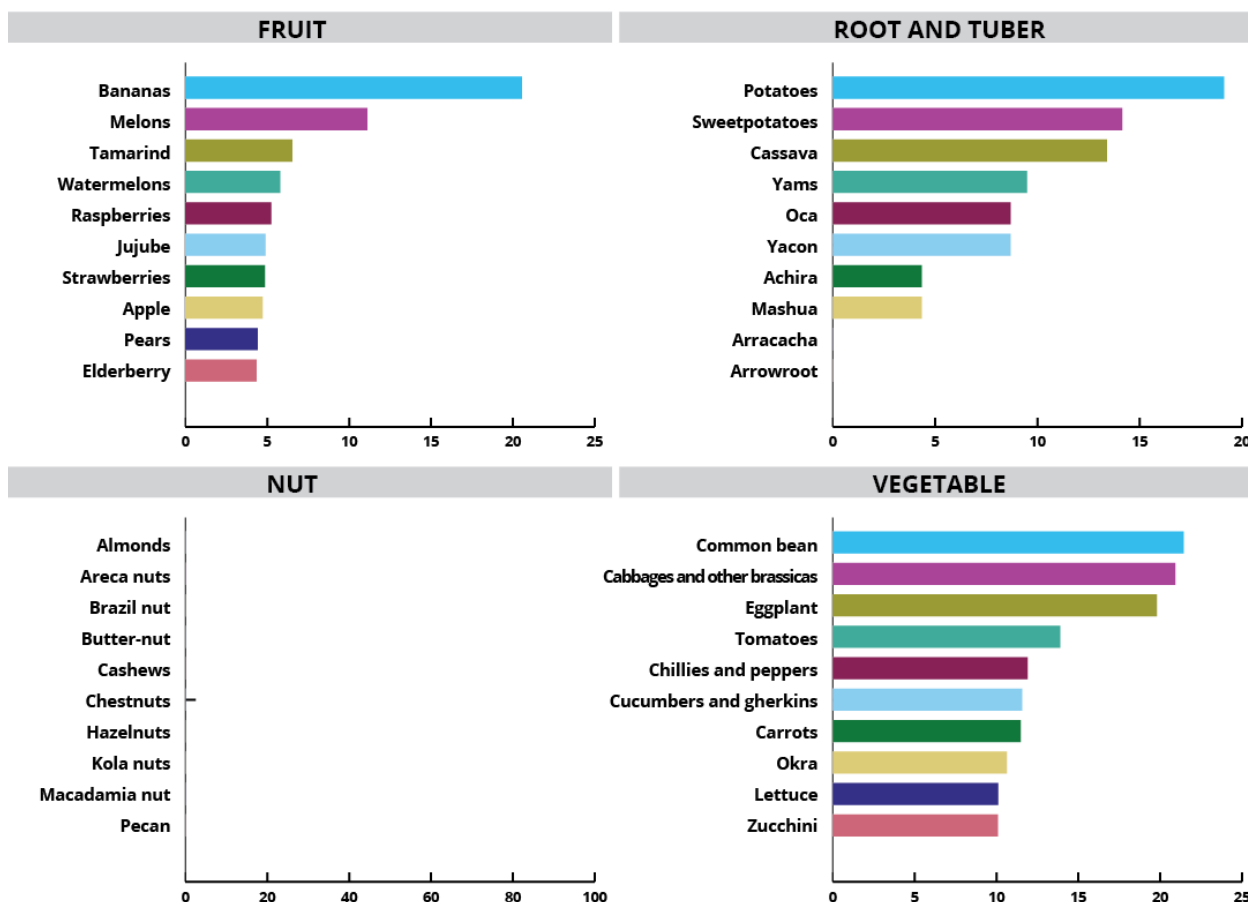 FRUIT
Bananas
Melons
Tamarind
Watermelons
Raspberries
Jujube
Strawberries
Apple
Pears
Elderberry
0 5 10 15 20 25
ROOT AND TUBER
Potatoes
Sweetpotatoes
Cassava
Yams
Oca
Yacon
Achira
Mashua
Arracacha
Arrowroot
0 5 10 15 20
NUT
Almonds
Areca nuts
Brazil nut
Butter-nut
Cashews
Chestnuts
Hazelnuts
Kola nuts
Macadamia nut
Pecan
0 20 40 60 80 100
VEGETABLE
Common bean
Cabbages and other brassicas
Eggplant
Tomatoes
Chillies and peppers
Cucumbers and gherkins
Carrots
Okra
Lettuce
Zucchini
0 5 10 15 20 25